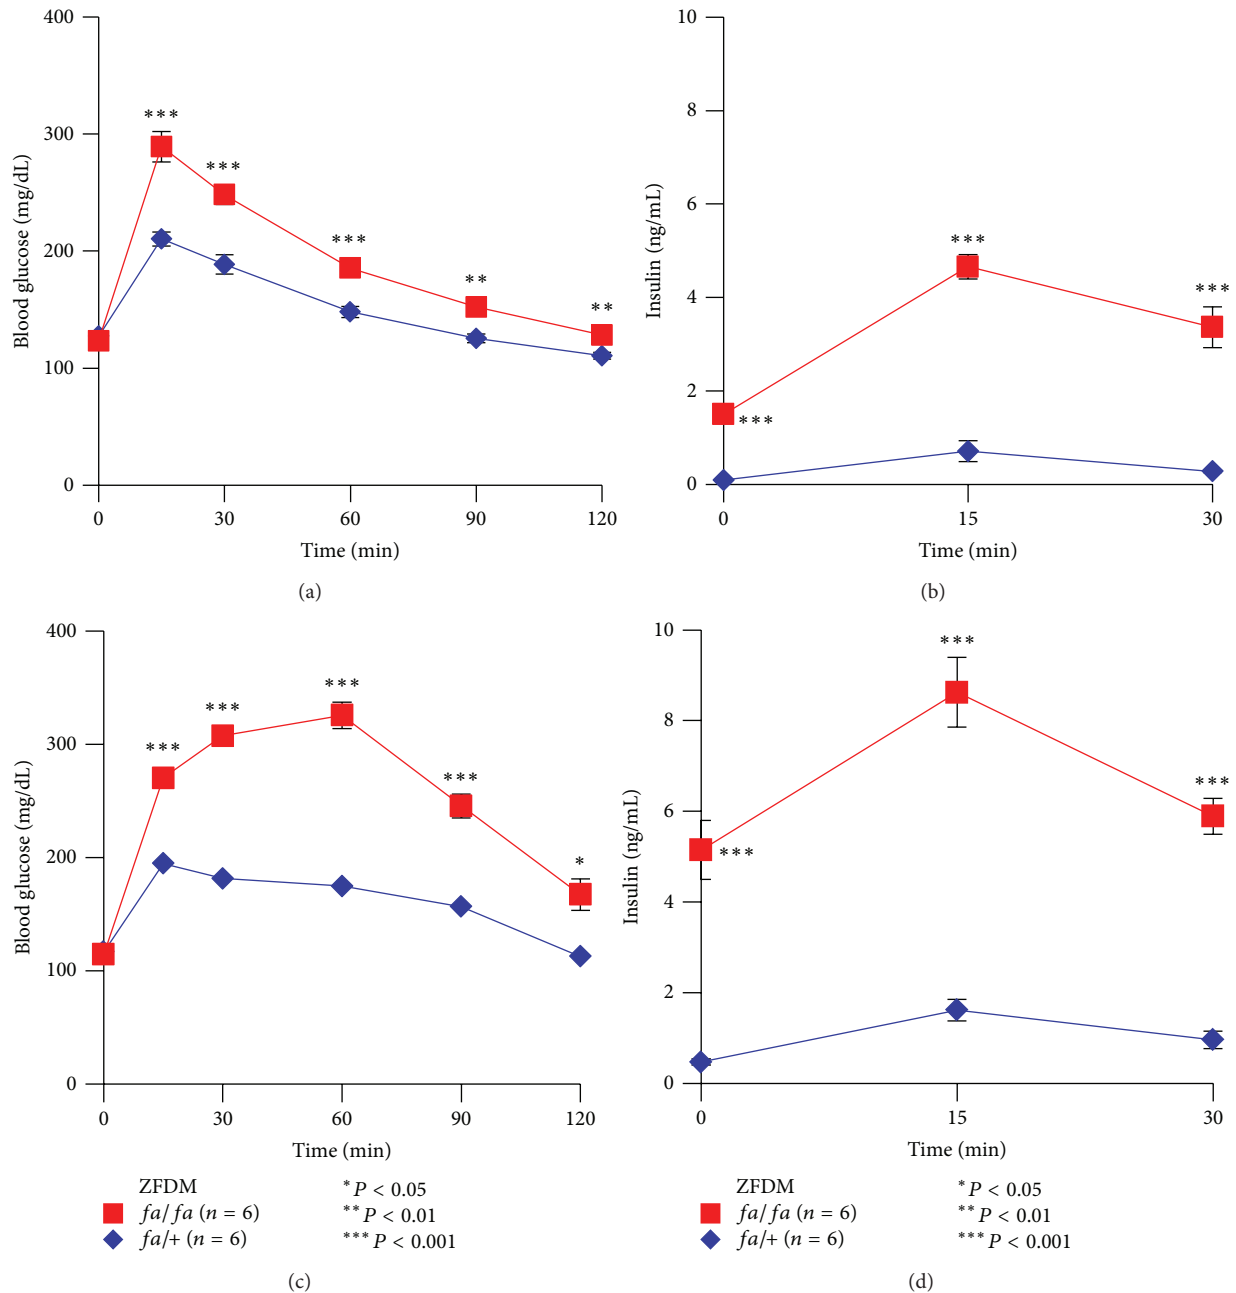 400
300
200
100
0
Blood glucose (mg/dL)
***
***
***
**
**
0 30 60 90 120
Time (min)
(a)
10
8
6
4
2
0
Insulin (ng/mL)
***
***
***
0 15 30
Time (min)
(b)
400
300
200
100
0
Blood glucose (mg/dL)
***
***
***
***
*
0 30 60 90 120
Time (min)
ZFDM
fa/fa (n = 6)
fa/+ (n = 6)
*P < 0.05
**P < 0.01
***P < 0.001
(c)
10
8
6
4
2
0
Insulin (ng/mL)
***
***
***
0 15 30
Time (min)
ZFDM
fa/fa (n = 6)
fa/+ (n = 6)
*P < 0.05
**P < 0.01
***P < 0.001
(d)